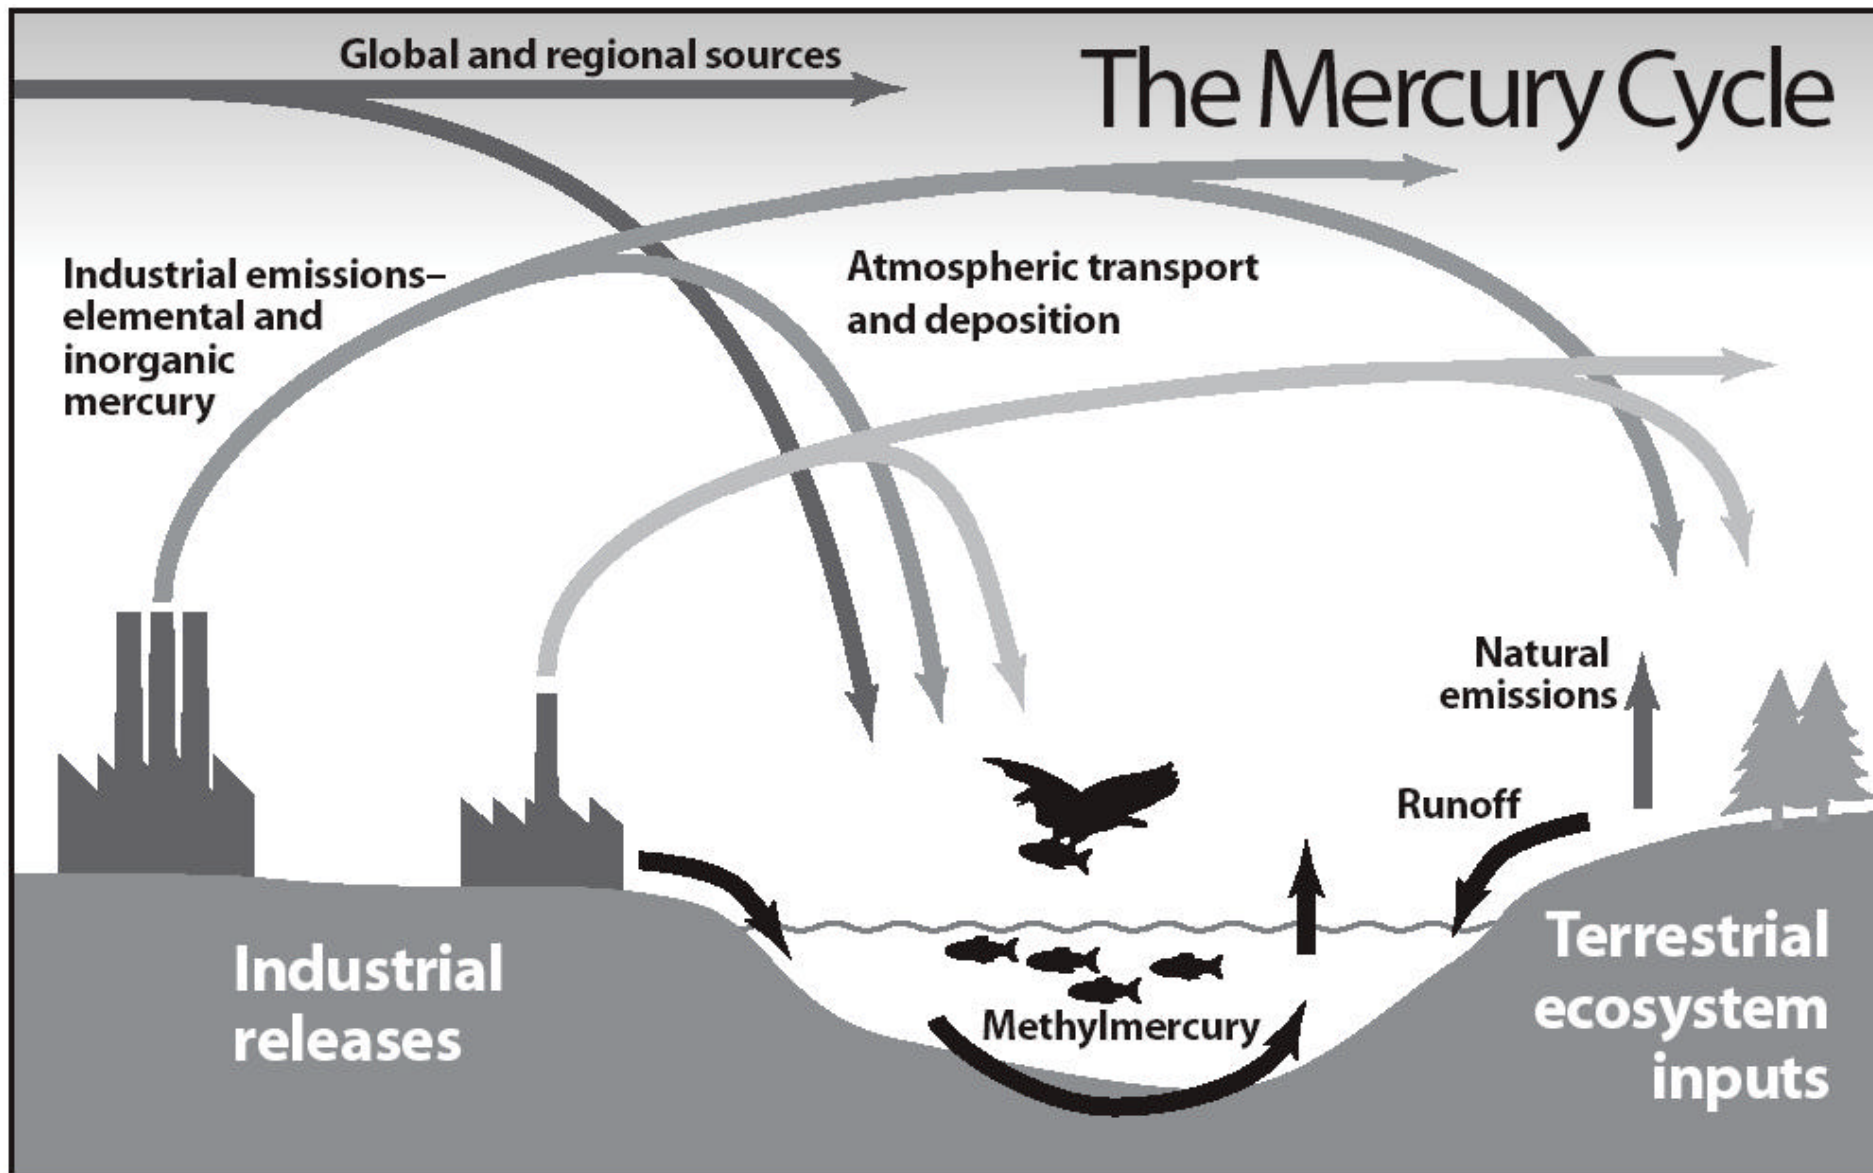 Global and regional sources
The Mercury Cycle
Industrial emissions–
elemental and
inorganic
mercury
Atmospheric transport
and deposition
Natural
emissions
Runoff
Industrial
releases
Methylmercury
Terrestrial
ecosystem
inputs